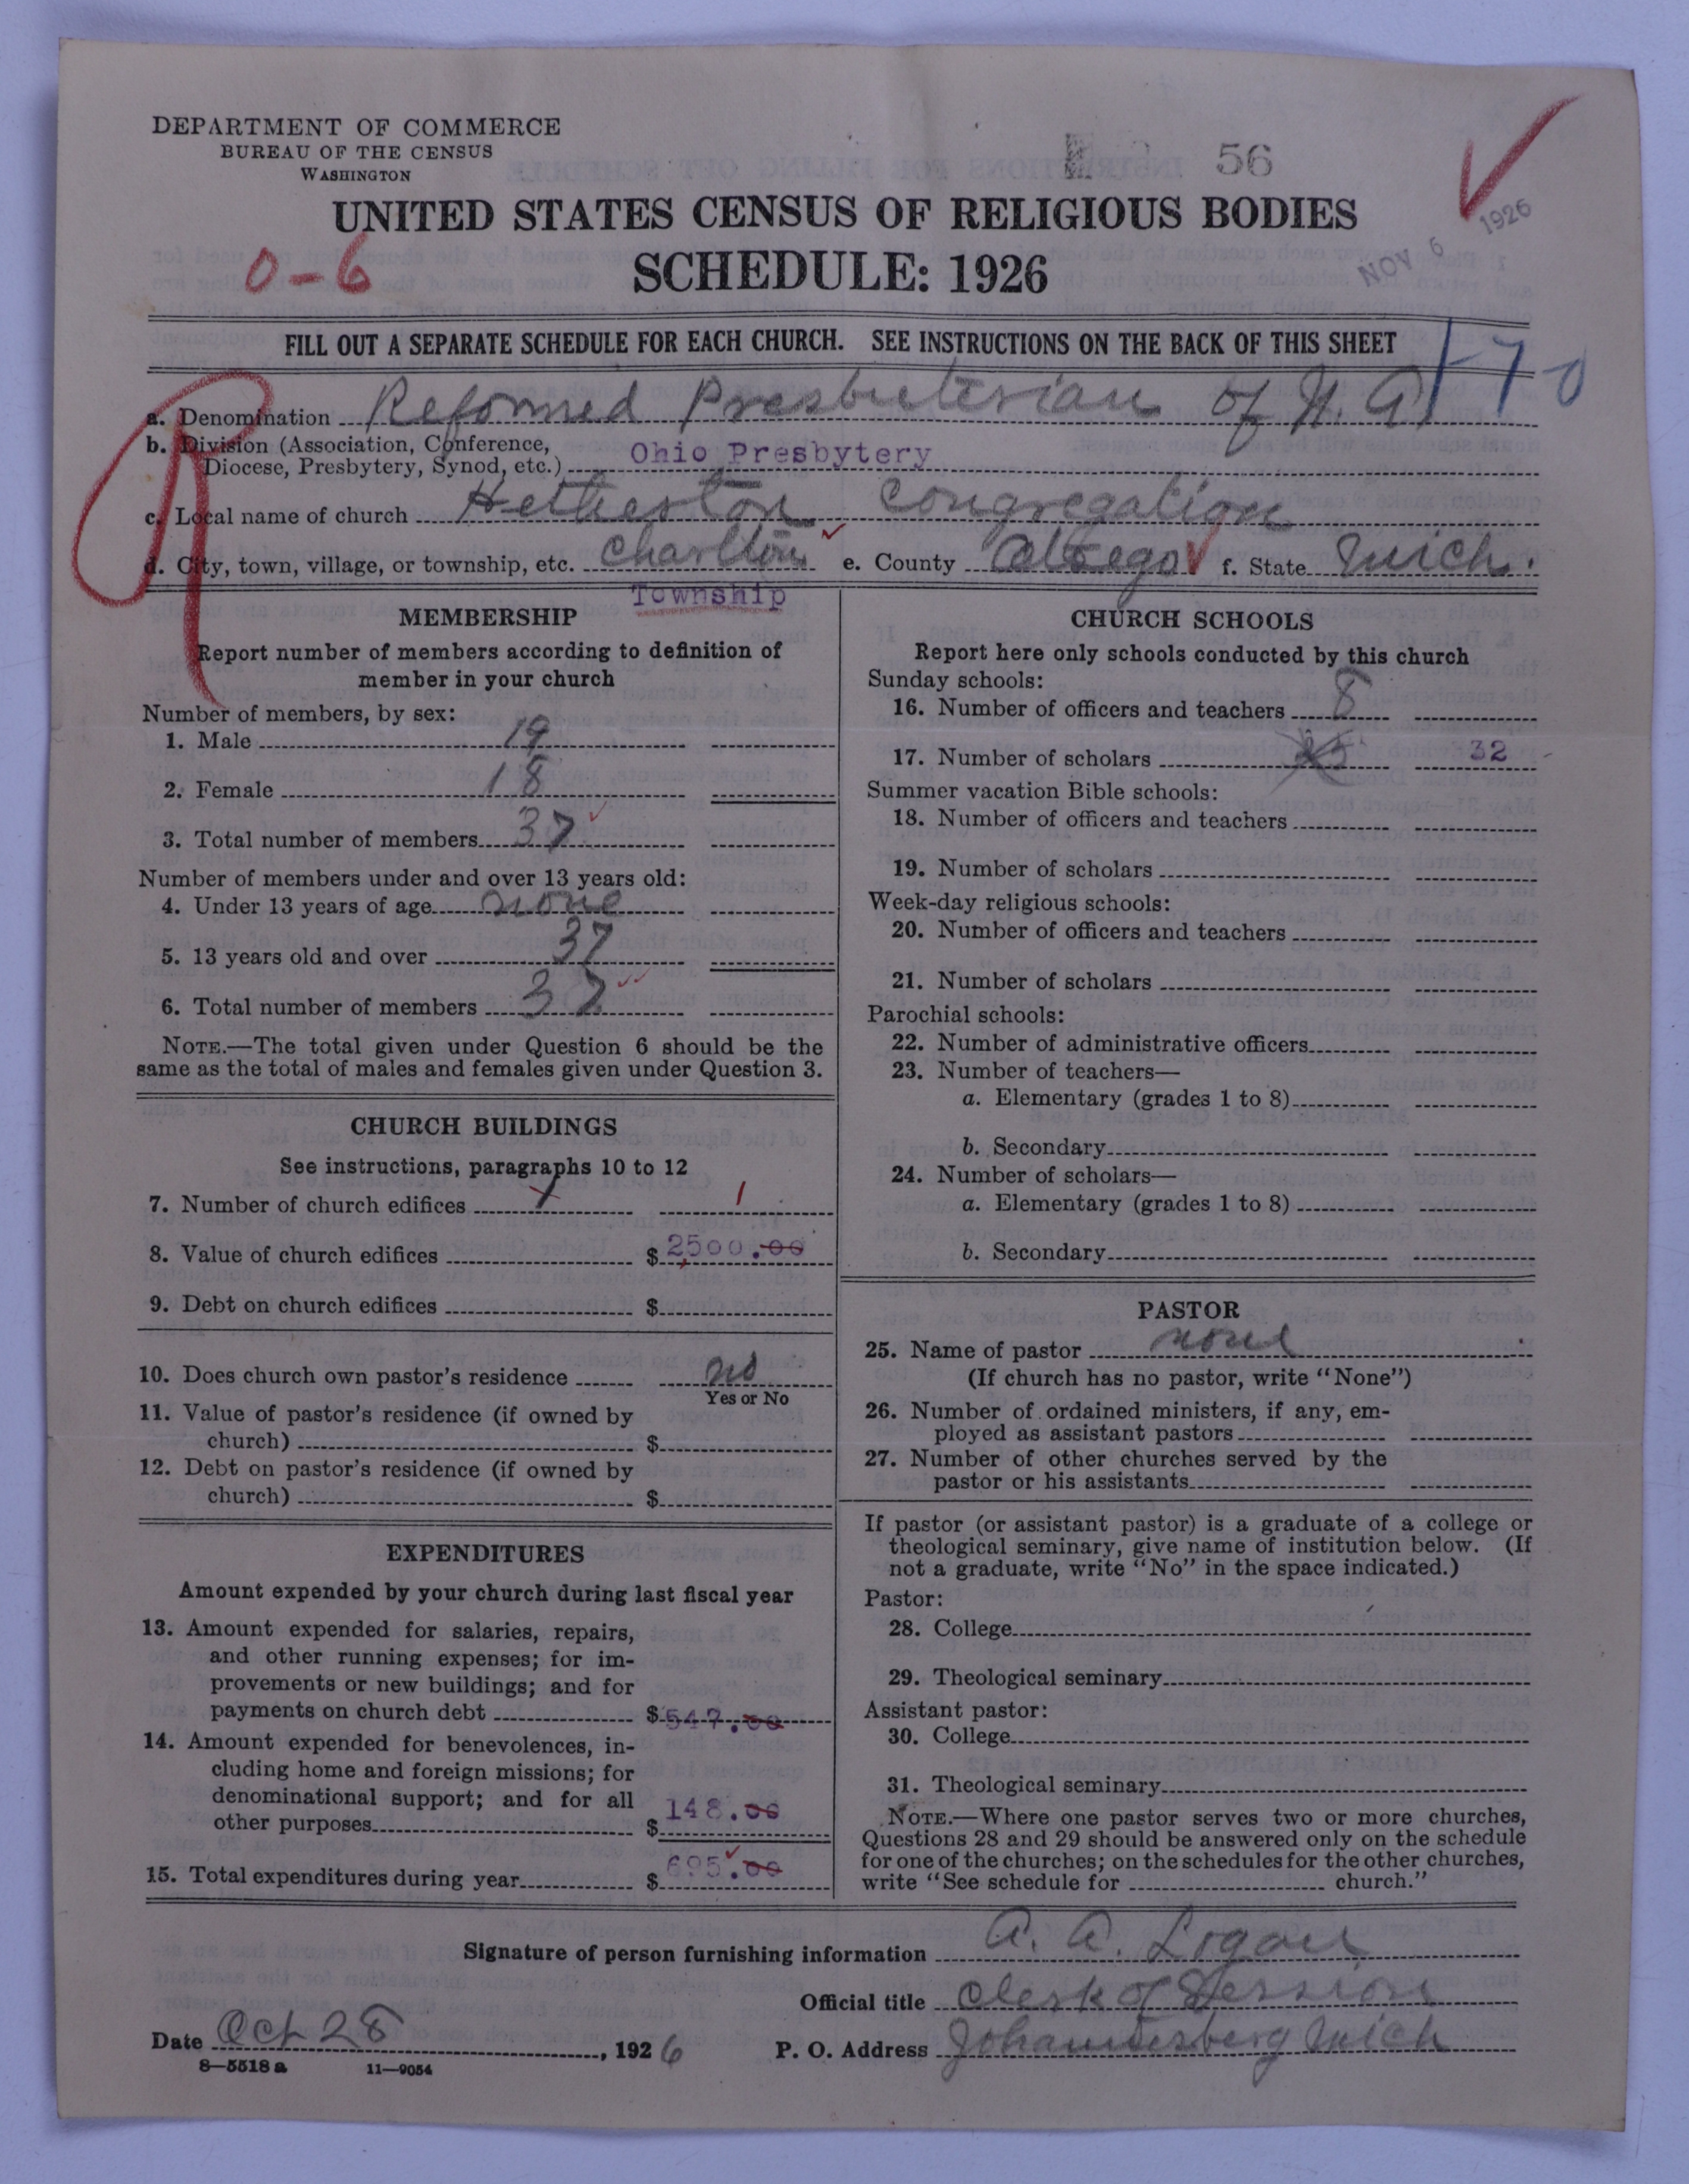 DEPARTMENT OF COMMERCE
BUREAU OF THE CENSUS
WASHINGTON
56
UNITED STATES CENSUS OF RELIGIOUS BODIES
NOV 6 1926
0-6
SCHEDULE: 1926
FILL OUT A SEPARATE SCHEDULE FOR EACH CHURCH. SEE INSTRUCTIONS ON THE BACK OF THIS SHEET
a. Denomination Reformed Presbyterian of N. A.
b. Division (Association, Conference,
Diocese, Presbytery, Synod, etc.) Ohio Presbytery
c. Local name of church Hetherton Congregation
d. City, town, village, or township, etc. Charlton e. County Otsego f. State Mich.
Township
MEMBERSHIP
Report number of members according to definition of
member in your church
Number of members, by sex:
1. Male 19
2. Female 18
3. Total number of members 37
Number of members under and over 13 years old:
4. Under 13 years of age none
5. 13 years old and over 37
6. Total number of members 37
NOTE.—The total given under Question 6 should be the
same as the total of males and females given under Question 3.
CHURCH BUILDINGS
See instructions, paragraphs 10 to 12
7. Number of church edifices 1 1
8. Value of church edifices $ 2500.00
9. Debt on church edifices $
10. Does church own pastor's residence no
Yes or No
11. Value of pastor's residence (if owned by
church) $
12. Debt on pastor's residence (if owned by
church) $
EXPENDITURES
Amount expended by your church during last fiscal year
13. Amount expended for salaries, repairs,
and other running expenses; for im-
provements or new buildings; and for
payments on church debt $ 547.00
14. Amount expended for benevolences, in-
cluding home and foreign missions; for
denominational support; and for all
other purposes $ 148.00
15. Total expenditures during year $ 695.00
CHURCH SCHOOLS
Report here only schools conducted by this church
Sunday schools:
16. Number of officers and teachers 8
17. Number of scholars 32
Summer vacation Bible schools:
18. Number of officers and teachers
19. Number of scholars
Week-day religious schools:
20. Number of officers and teachers
21. Number of scholars
Parochial schools:
22. Number of administrative officers
23. Number of teachers—
a. Elementary (grades 1 to 8)
b. Secondary
24. Number of scholars—
a. Elementary (grades 1 to 8)
b. Secondary
PASTOR
25. Name of pastor none
(If church has no pastor, write "None")
26. Number of ordained ministers, if any, em-
ployed as assistant pastors
27. Number of other churches served by the
pastor or his assistants
If pastor (or assistant pastor) is a graduate of a college or
theological seminary, give name of institution below. (If
not a graduate, write "No" in the space indicated.)
Pastor:
28. College
29. Theological seminary
Assistant pastor:
30. College
31. Theological seminary
NOTE.—Where one pastor serves two or more churches,
Questions 28 and 29 should be answered only on the schedule
for one of the churches; on the schedules for the other churches,
write "See schedule for church."
Signature of person furnishing information A. A. Logan
Official title Clerk of Session
Date Oct 28, 1926 P. O. Address Johannesberg Mich
8—5518 a 11—9054